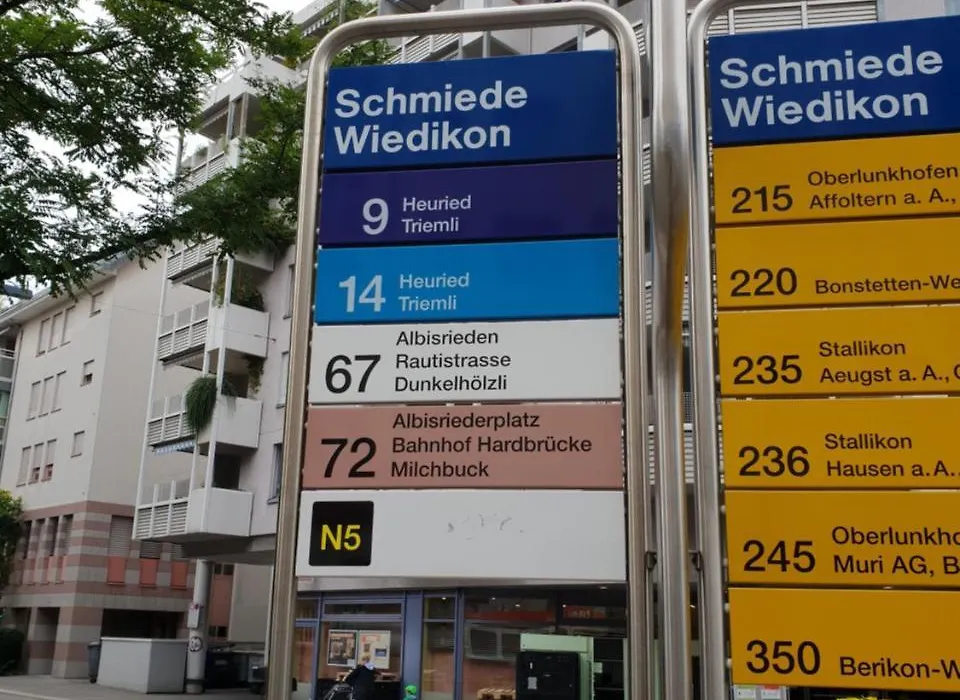 Schmiede
Wiedikon
9
Heuried
Triemli
14
Heuried
Triemli
67
Albisrieden
Rautistrasse
Dunkelhölzli
72
Albisriederplatz
Bahnhof Hardbrücke
Milchbuck
N5
Schmiede
Wiedikon
215
Oberlunkhofen
Affoltern a. A.,
220
Bonstetten-We
235
Stallikon
Aeugst a. A.,
236
Stallikon
Hausen a. A.
245
Oberlunkho
Muri AG, B
350
Berikon-W